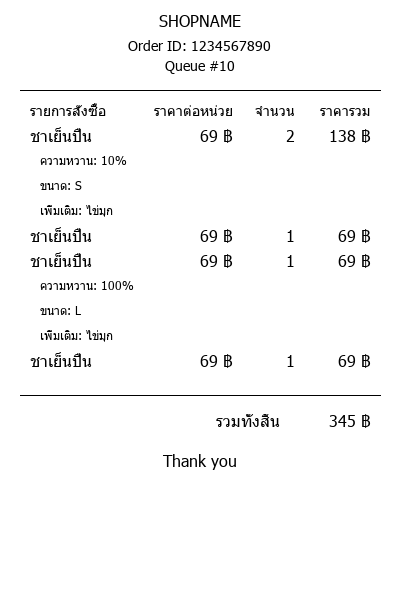 SHOPNAME
Order ID: 1234567890
Queue #10
รายการสั่งซื้อ ราคาต่อหน่วย จำนวน ราคารวม
ชาเย็นปั่น 69 ฿ 2 138 ฿
ความหวาน: 10%
ขนาด: S
เพิ่มเติม: ไข่มุก
ชาเย็นปั่น 69 ฿ 1 69 ฿
ชาเย็นปั่น 69 ฿ 1 69 ฿
ความหวาน: 100%
ขนาด: L
เพิ่มเติม: ไข่มุก
ชาเย็นปั่น 69 ฿ 1 69 ฿
รวมทั้งสิ้น 345 ฿
Thank you